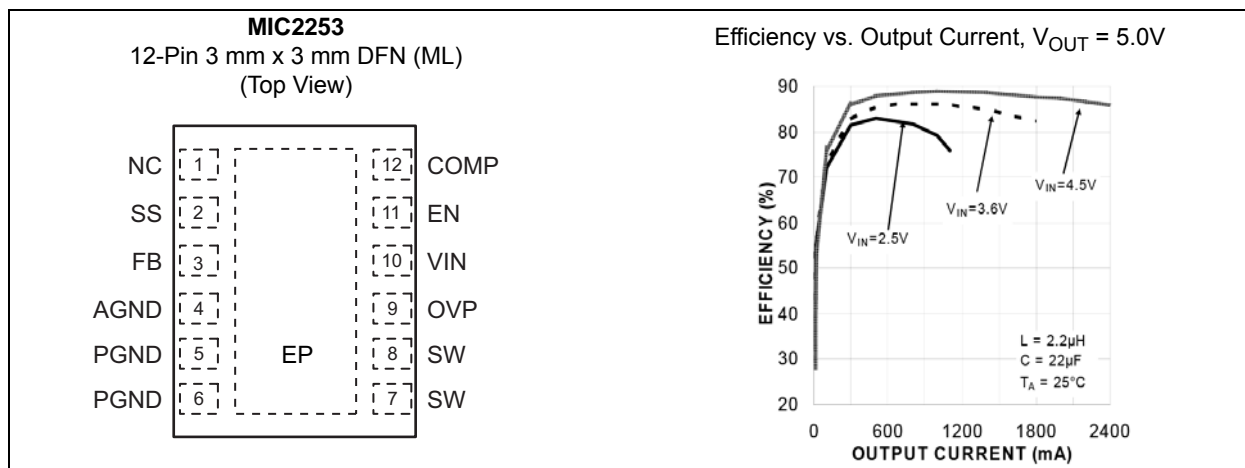 MIC2253
12-Pin 3 mm x 3 mm DFN (ML)
(Top View)
NC 1
SS 2
FB 3
AGND 4
PGND 5
PGND 6
EP
12 COMP
11 EN
10 VIN
9 OVP
8 SW
7 SW
Efficiency vs. Output Current, VOUT = 5.0V
EFFICIENCY (%)
90
80
70
60
50
40
30
20
VIN=4.5V
VIN=3.6V
VIN=2.5V
L = 2.2µH
C = 22µF
TA = 25°C
0 600 1200 1800 2400
OUTPUT CURRENT (mA)